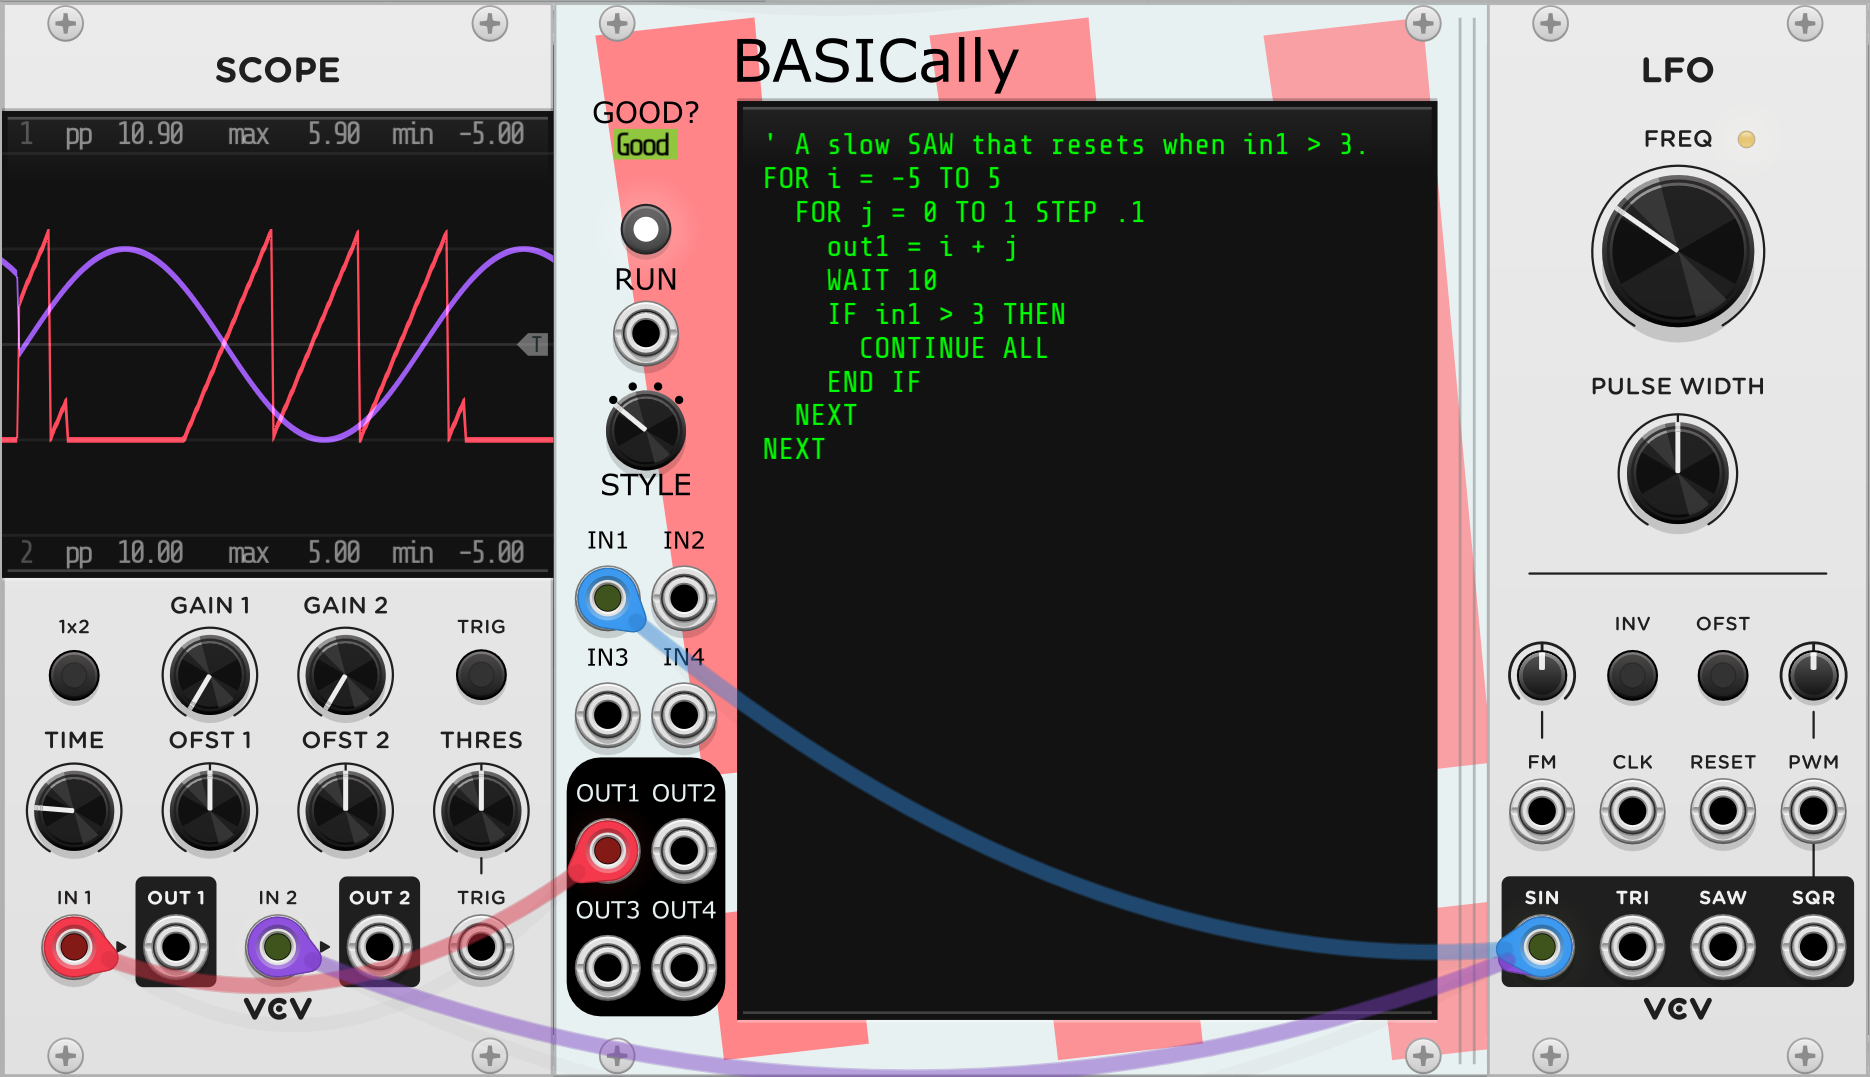 SCOPE
1 pp 10.90 max 5.90 min -5.00
T
2 pp 10.00 max 5.00 min -5.00
1x2
GAIN 1
GAIN 2
TRIG
TIME
OFST 1
OFST 2
THRES
IN 1
OUT 1
IN 2
OUT 2
TRIG
VCV
BASICally
GOOD?
Good
RUN
STYLE
IN1 IN2
IN3 IN4
OUT1 OUT2
OUT3 OUT4
' A slow SAW that resets when in1 > 3.
FOR i = -5 TO 5
  FOR j = 0 TO 1 STEP .1
    out1 = i + j
    WAIT 10
    IF in1 > 3 THEN
      CONTINUE ALL
    END IF
  NEXT
NEXT
LFO
FREQ
PULSE WIDTH
INV
OFST
FM
CLK
RESET
PWM
SIN
TRI
SAW
SQR
VCV